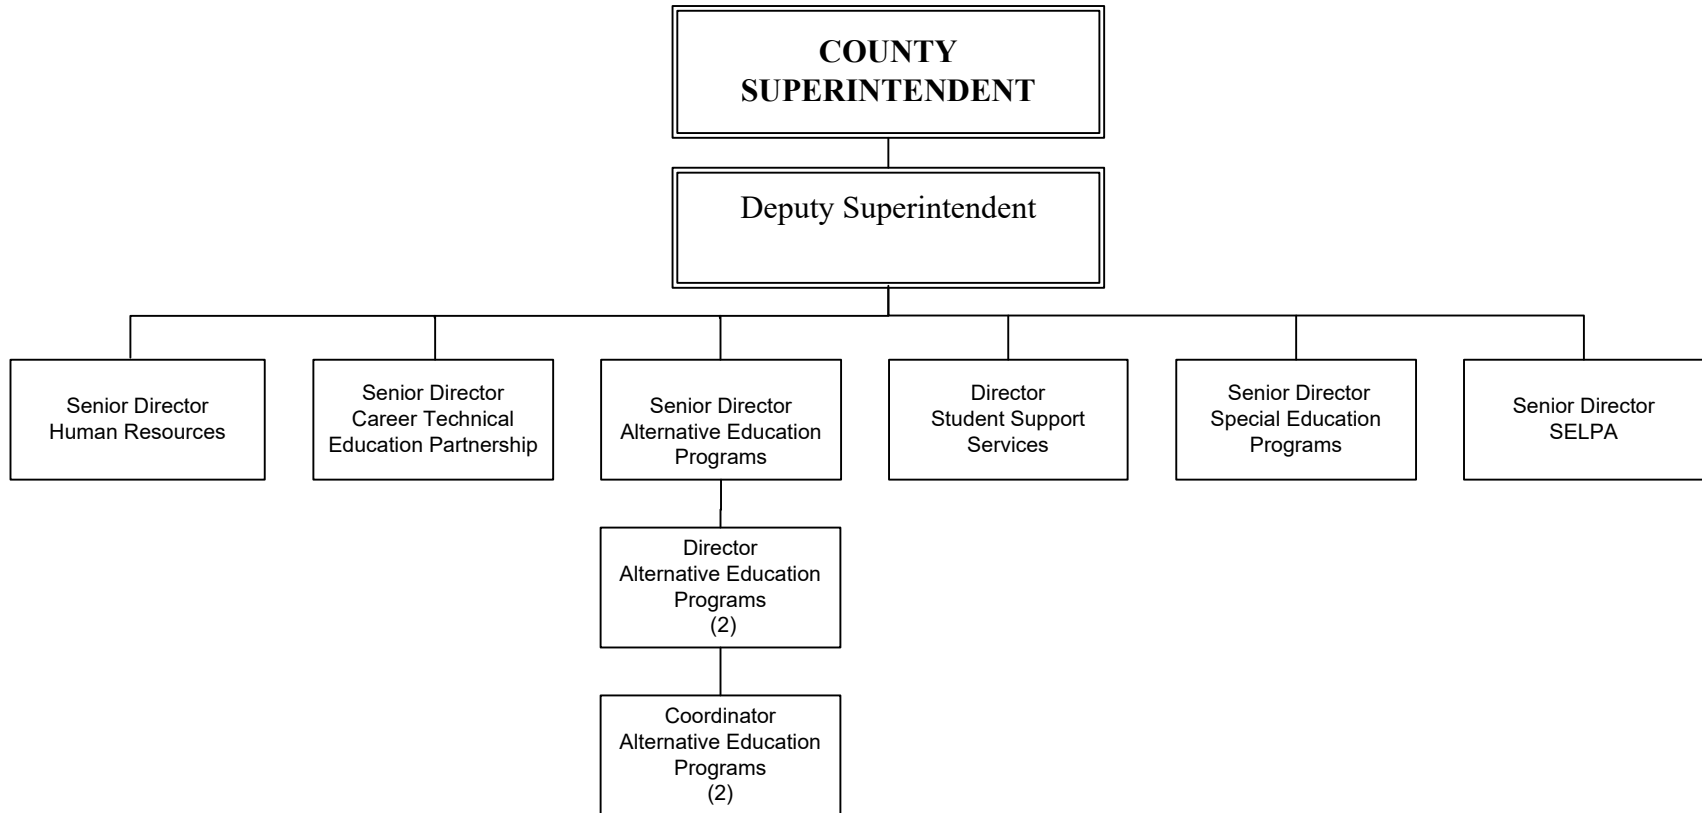 COUNTY
SUPERINTENDENT
Deputy Superintendent
Senior Director
Human Resources
Senior Director
Career Technical
Education Partnership
Senior Director
Alternative Education
Programs
Director
Student Support
Services
Senior Director
Special Education
Programs
Senior Director
SELPA
Director
Alternative Education
Programs
(2)
Coordinator
Alternative Education
Programs
(2)